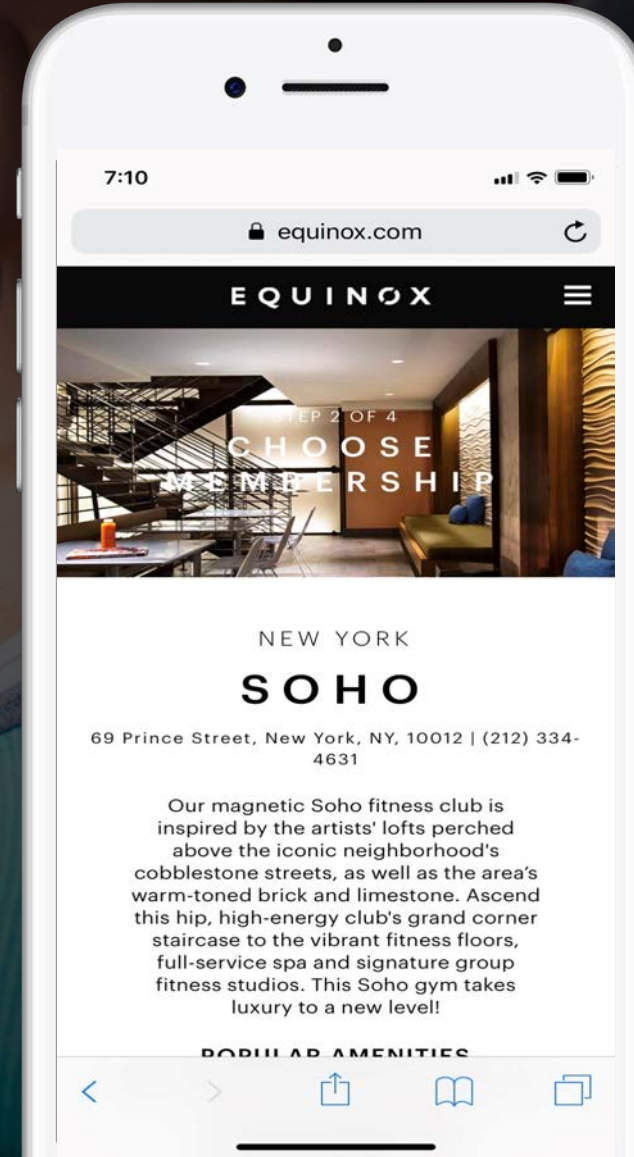 7:10
equinox.com
EQUINOX
STEP 2 OF 4
CHOOSE
MEMBERSHIP
NEW YORK
SOHO
69 Prince Street, New York, NY, 10012 | (212) 334-
4631
Our magnetic Soho fitness club is
inspired by the artists' lofts perched
above the iconic neighborhood's
cobblestone streets, as well as the area’s
warm-toned brick and limestone. Ascend
this hip, high-energy club's grand corner
staircase to the vibrant fitness floors,
full-service spa and signature group
fitness studios. This Soho gym takes
luxury to a new level!
POPULAR AMENITIES